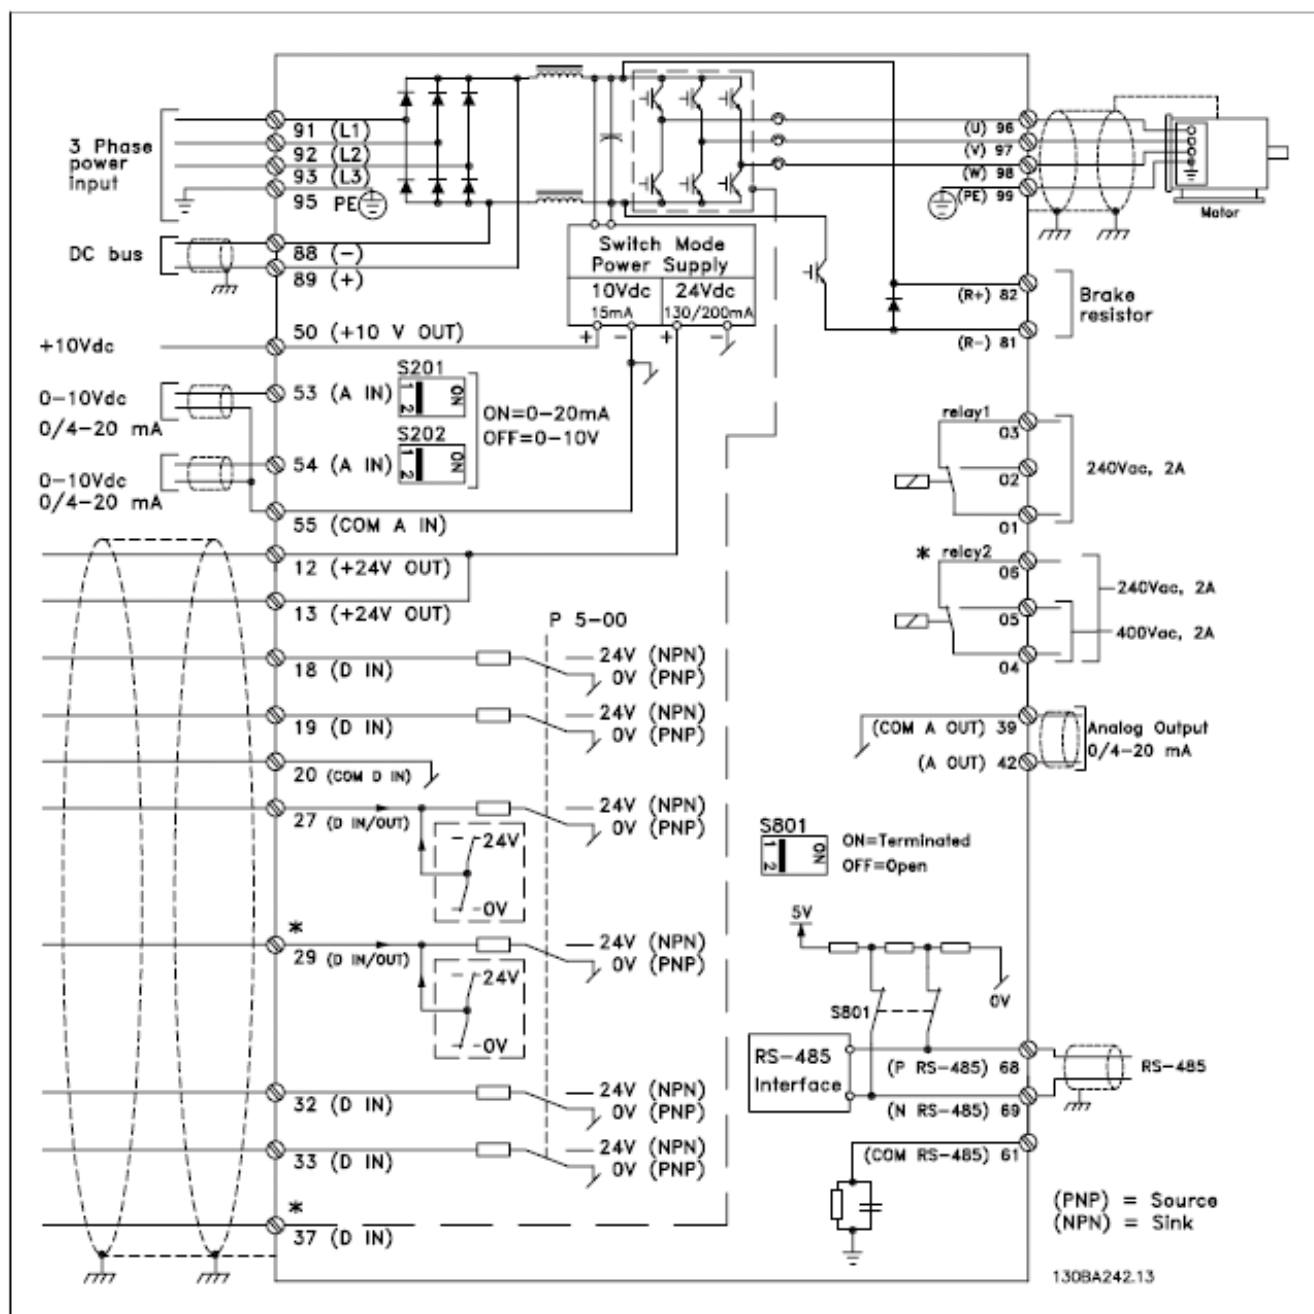 3 Phase
power
input
91 (L1)
92 (L2)
93 (L3)
95 PE
DC bus
88 (-)
89 (+)
+10Vdc
50 (+10 V OUT)
0-10Vdc
0/4-20 mA
53 (A IN)
S201
1 2
ON
ON=0-20mA
OFF=0-10V
S202
1 2
ON
0-10Vdc
0/4-20 mA
54 (A IN)
55 (COM A IN)
12 (+24V OUT)
13 (+24V OUT)
Switch Mode
Power Supply
10Vdc
15mA
24Vdc
130/200mA
+ - + -
(U) 96
(V) 97
(W) 98
(PE) 99
Motor
(R+) 82
(R-) 81
Brake
resistor
relay1
03
02
01
240Vac, 2A
* relay2
06
05
04
240Vac, 2A
400Vac, 2A
P 5-00
18 (D IN)
24V (NPN)
0V (PNP)
19 (D IN)
24V (NPN)
0V (PNP)
20 (COM D IN)
27 (D IN/OUT)
24V (NPN)
0V (PNP)
24V
0V
*
29 (D IN/OUT)
24V (NPN)
0V (PNP)
24V
0V
32 (D IN)
24V (NPN)
0V (PNP)
33 (D IN)
24V (NPN)
0V (PNP)
*
37 (D IN)
(COM A OUT) 39
(A OUT) 42
Analog Output
0/4-20 mA
S801
1 2
ON
ON=Terminated
OFF=Open
5V
0V
S801
RS-485
Interface
(P RS-485) 68
(N RS-485) 69
RS-485
(COM RS-485) 61
(PNP) = Source
(NPN) = Sink
130BA242.13